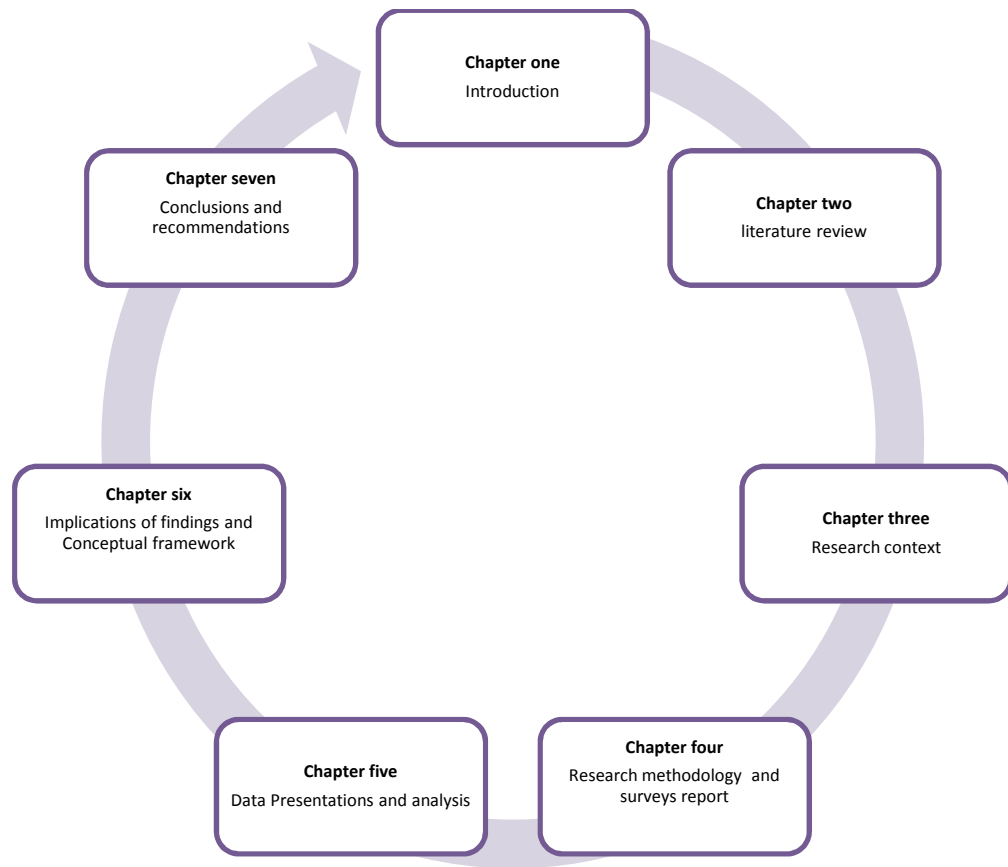 Chapter one
Introduction
Chapter two
literature review
Chapter three
Research context
Chapter four
Research methodology  and
surveys report
Chapter five
Data Presentations and analysis
Chapter six
Implications of findings and
Conceptual framework
Chapter seven
Conclusions and
recommendations